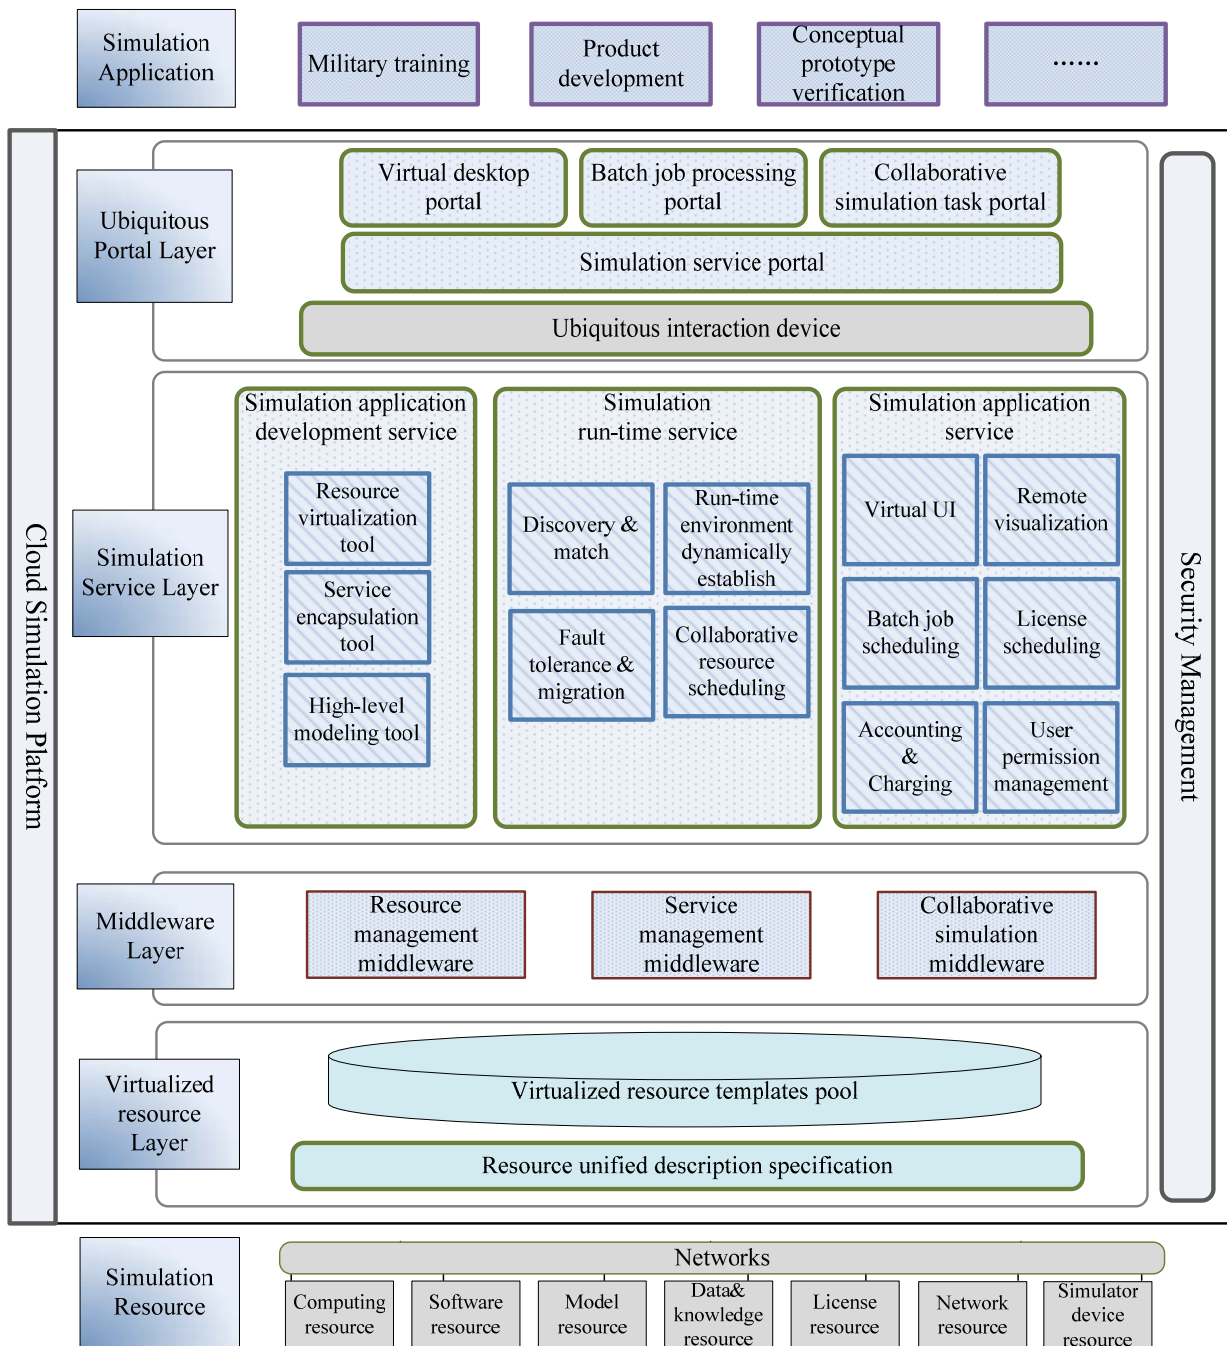 Simulation
Application
Military training
Product
development
Conceptual
prototype
verification
······
Cloud Simulation Platform
Security Management
Ubiquitous
Portal Layer
Virtual desktop
portal
Batch job processing
portal
Collaborative
simulation task portal
Simulation service portal
Ubiquitous interaction device
Simulation
Service Layer
Simulation application
development service
Resource
virtualization
tool
Service
encapsulation
tool
High-level
modeling tool
Simulation
run-time service
Discovery &
match
Run-time
environment
dynamically
establish
Fault
tolerance &
migration
Collaborative
resource
scheduling
Simulation application
service
Virtual UI
Remote
visualization
Batch job
scheduling
License
scheduling
Accounting
&
Charging
User
permission
management
Middleware
Layer
Resource
management
middleware
Service
management
middleware
Collaborative
simulation
middleware
Virtualized
resource
Layer
Virtualized resource templates pool
Resource unified description specification
Simulation
Resource
Networks
Computing
resource
Software
resource
Model
resource
Data&
knowledge
resource
License
resource
Network
resource
Simulator
device
resource